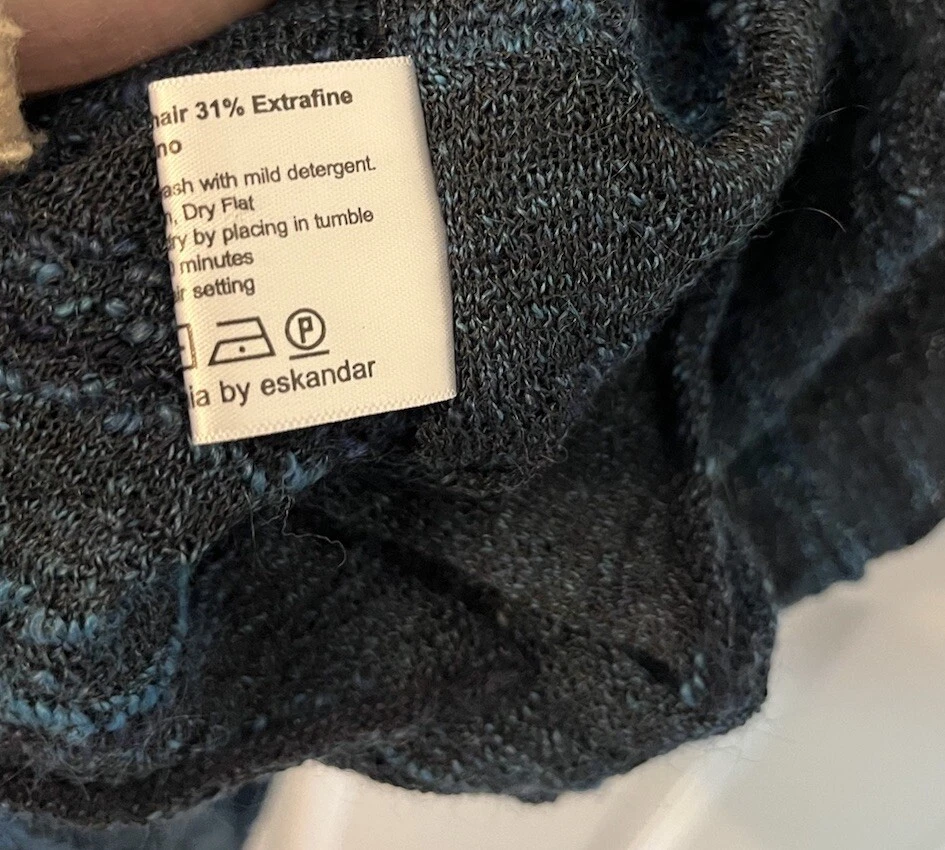 hair 31% Extrafine
no
ash with mild detergent.
, Dry Flat
ry by placing in tumble
minutes
r setting
P
ia by eskandar